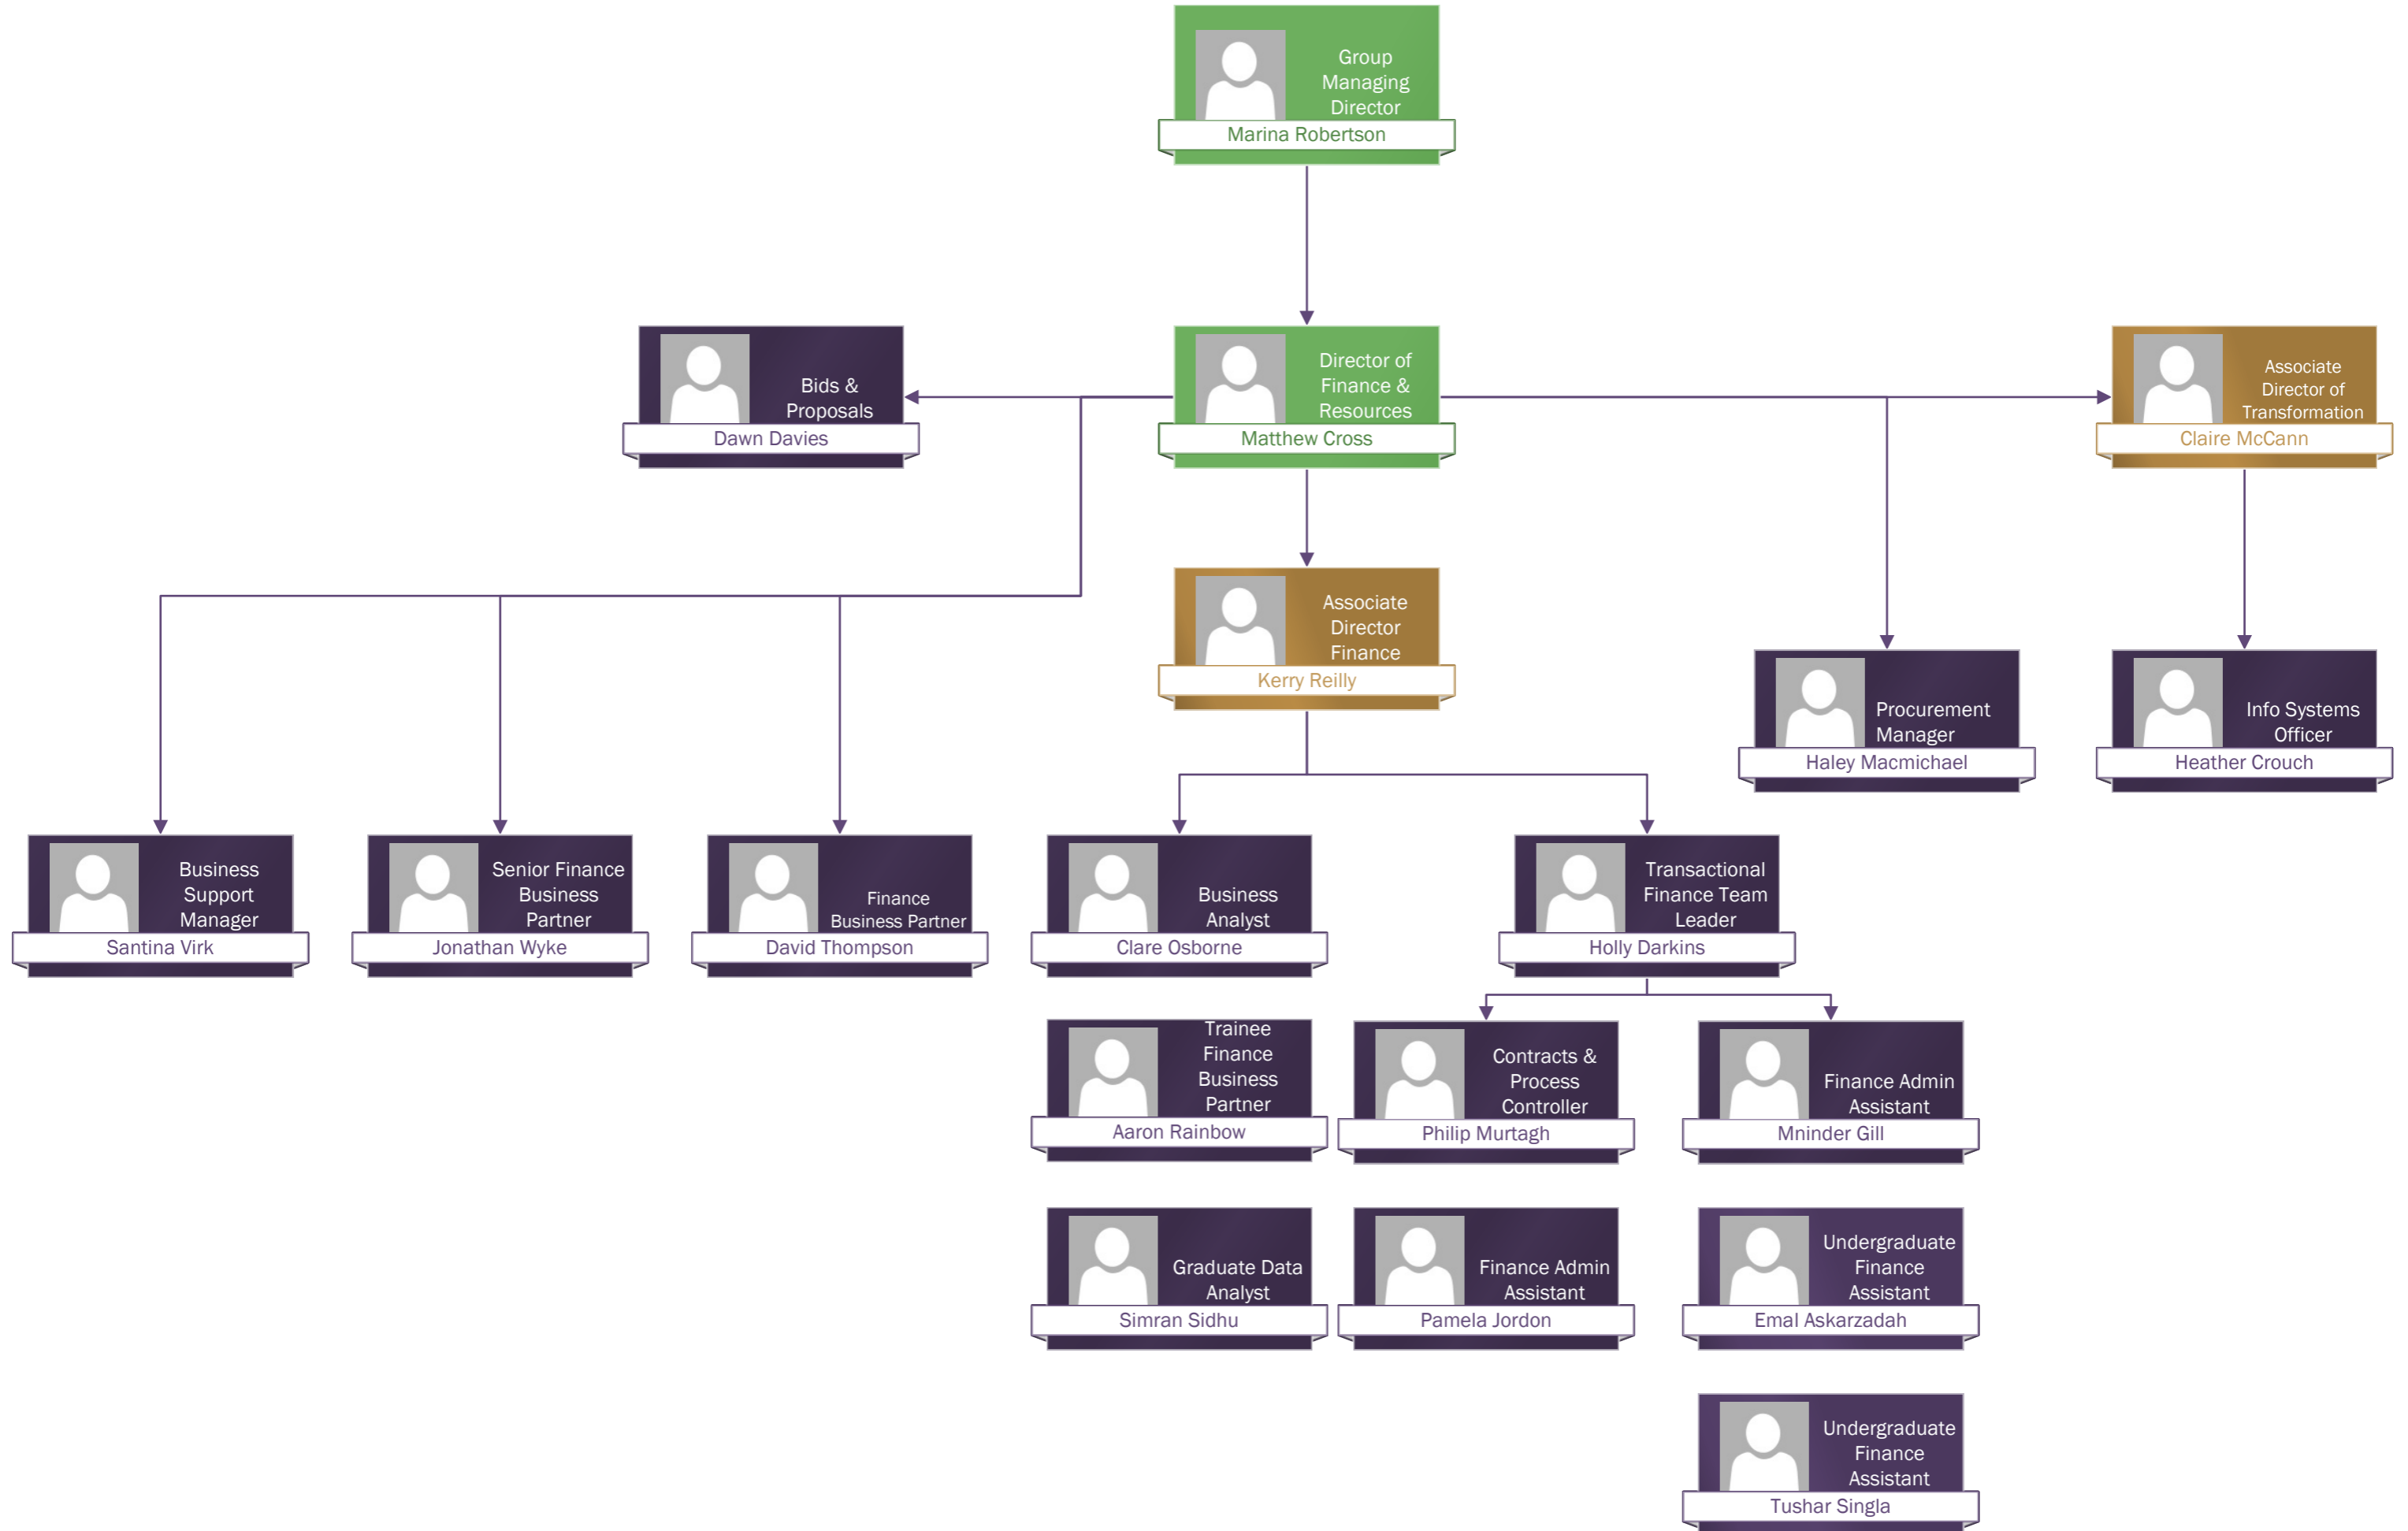 Group
Managing
Director
Marina Robertson
Bids &
Proposals
Dawn Davies
Director of
Finance &
Resources
Matthew Cross
Associate
Director of
Transformation
Claire McCann
Associate
Director
Finance
Kerry Reilly
Procurement
Manager
Haley Macmichael
Info Systems
Officer
Heather Crouch
Business
Support
Manager
Santina Virk
Senior Finance
Business
Partner
Jonathan Wyke
Finance
Business Partner
David Thompson
Business
Analyst
Clare Osborne
Transactional
Finance Team
Leader
Holly Darkins
Trainee
Finance
Business
Partner
Aaron Rainbow
Contracts &
Process
Controller
Philip Murtagh
Finance Admin
Assistant
Mninder Gill
Graduate Data
Analyst
Simran Sidhu
Finance Admin
Assistant
Pamela Jordon
Undergraduate
Finance
Assistant
Emal Askarzadah
Undergraduate
Finance
Assistant
Tushar Singla